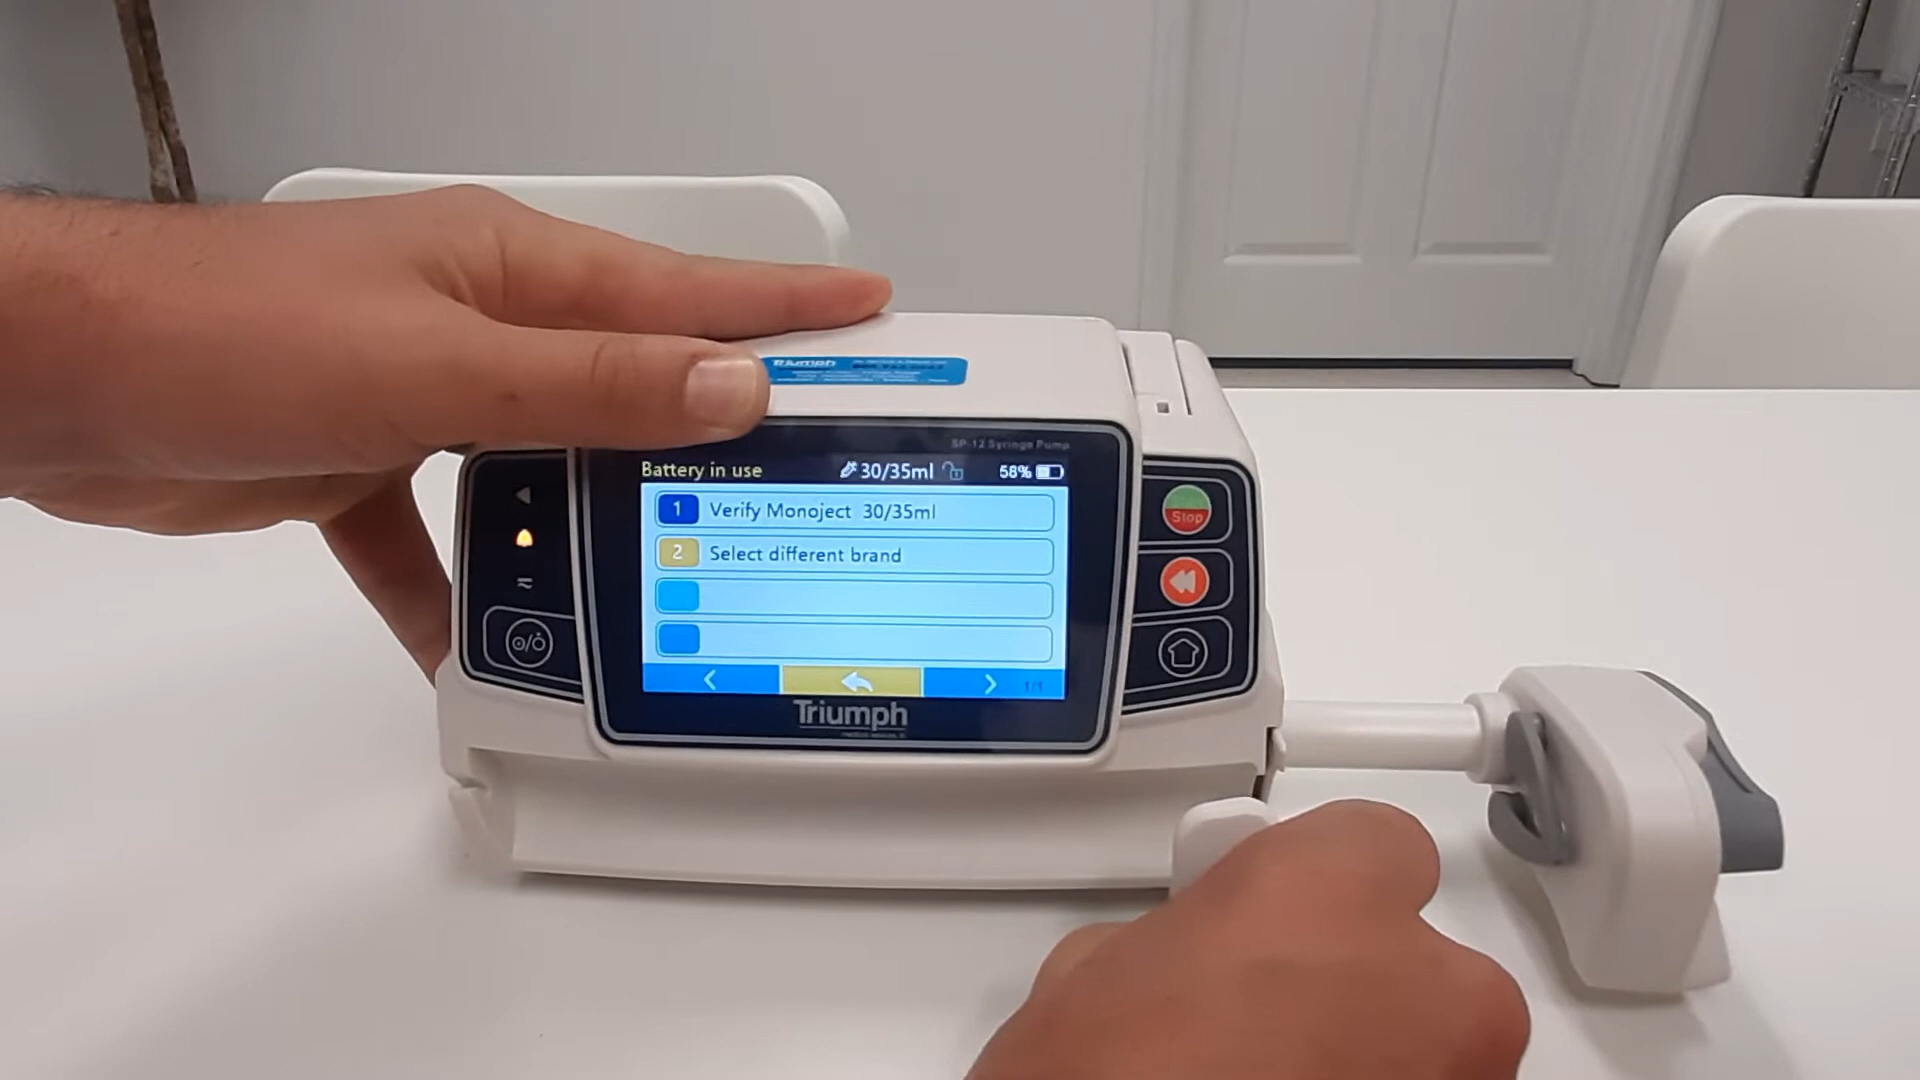 Triumph
SP-12 Syringe Pump
Battery in use 30/35ml 58%
1 Verify Monoject 30/35ml
2 Select different brand
1/1
Triumph
Stop